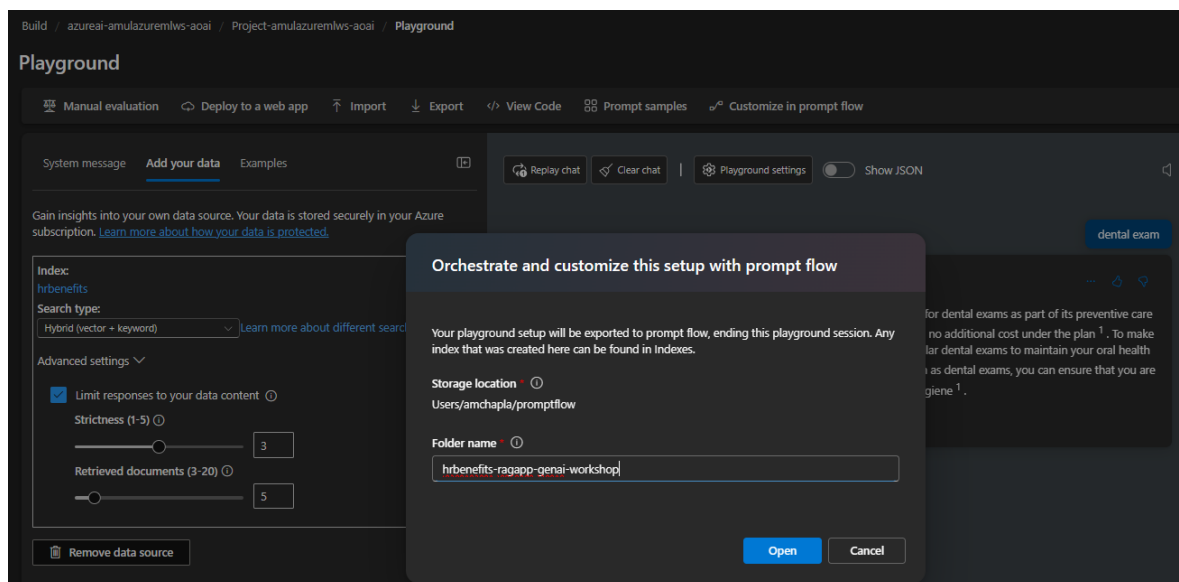 Build / azureai-amulazuremlws-aoai / Project-amulazuremlws-aoai / Playground
Playground
Manual evaluation Deploy to a web app Import Export </> View Code Prompt samples Customize in prompt flow
System message Add your data Examples
Replay chat Clear chat | Playground settings Show JSON
Gain insights into your own data source. Your data is stored securely in your Azure
subscription. Learn more about how your data is protected.
dental exam
Index:
hrbenefits
Search type:
Hybrid (vector + keyword) Learn more about different searc
Advanced settings
Limit responses to your data content
Strictness (1-5)
3
Retrieved documents (3-20)
5
Remove data source
Orchestrate and customize this setup with prompt flow
Your playground setup will be exported to prompt flow, ending this playground session. Any
index that was created here can be found in Indexes.
Storage location *
Users/amchapla/promptflow
Folder name *
hrbenefits-ragapp-genai-workshop
Open Cancel
for dental exams as part of its preventive care
no additional cost under the plan 1 . To make
lar dental exams to maintain your oral health
as dental exams, you can ensure that you are
giene 1 .